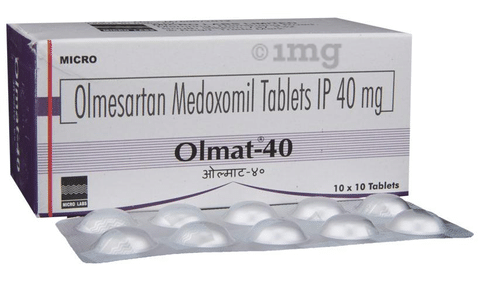 1mg
MICRO
Olmesartan Medoxomil Tablets IP 40 mg
Olmat®-40
ओल्माट-४०
10 x 10 Tablets
MICRO LABS